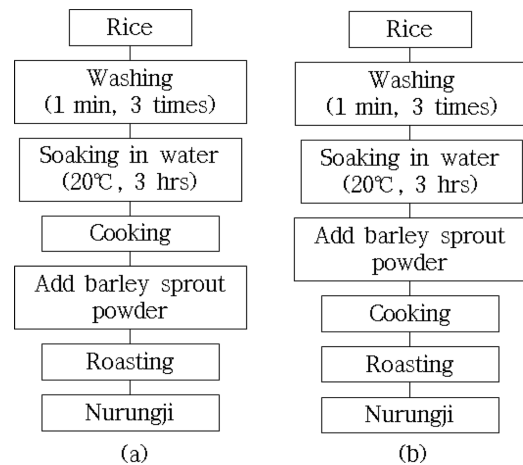 Rice
Washing
(1 min, 3 times)
Soaking in water
(20℃, 3 hrs)
Cooking
Add barley sprout
powder
Roasting
Nurungji
(a)
Rice
Washing
(1 min, 3 times)
Soaking in water
(20℃, 3 hrs)
Add barley sprout
powder
Cooking
Roasting
Nurungji
(b)